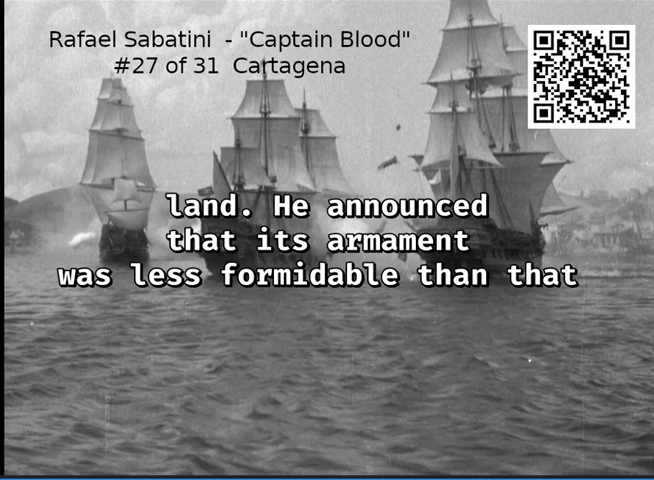 Rafael Sabatini  - "Captain Blood"
#27 of 31  Cartagena
land. He announced
that its armament
was less formidable than that